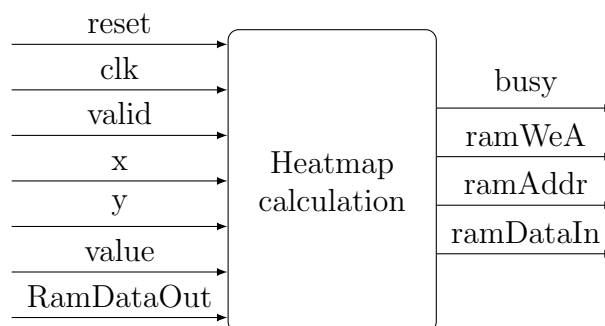 reset
clk
valid
x
y
value
RamDataOut
Heatmap
calculation
busy
ramWeA
ramAddr
ramDataIn